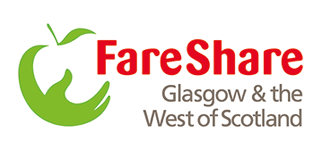 FareShare
Glasgow & the
West of Scotland